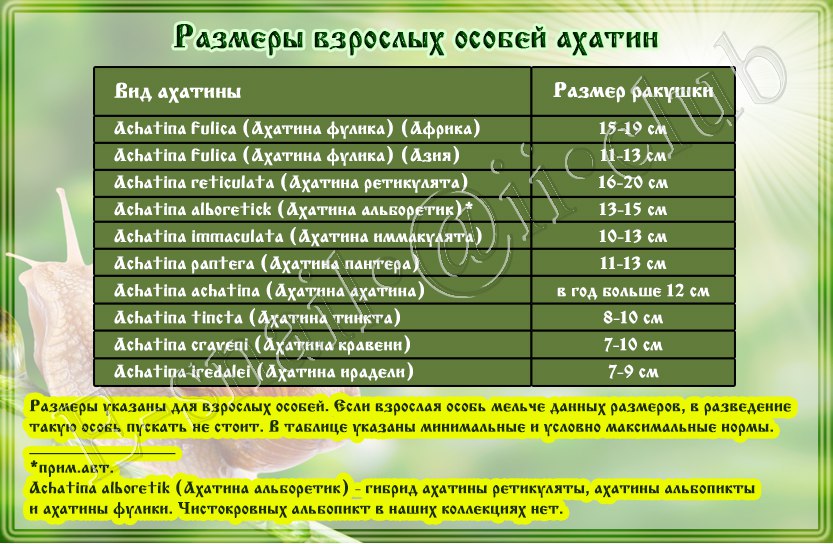 Размеры взрослых особей ахатин
Вид ахатины Размер ракушки
Achatina fulica (Ахатина фулика) (Африка) 15-19 см
Achatina fulica (Ахатина фулика) (Азия) 11-13 см
Achatina reticulata (Ахатина ретикулята) 16-20 см
Achatina alboretick (Ахатина альборетик)* 13-15 см
Achatina immaculata (Ахатина иммакулята) 10-13 см
Achatina pantera (Ахатина пантера) 11-13 см
Achatina achatina (Ахатина ахатина) в год больше 12 см
Achatina tincta (Ахатина тинкта) 8-10 см
Achatina craveni (Ахатина кравени) 7-10 см
Achatina iredalei (Ахатина ирадели) 7-9 см
Размеры указаны для взрослых особей. Если взрослая особь мельче данных размеров, в разведение
такую особь пускать не стоит. В таблице указаны минимальные и условно максимальные нормы.
*прим.авт.
Achatina alboretik (Ахатина альборетик) - гибрид ахатины ретикуляты, ахатины альбопикты
и ахатины фулики. Чистокровных альбопикт в наших коллекциях нет.